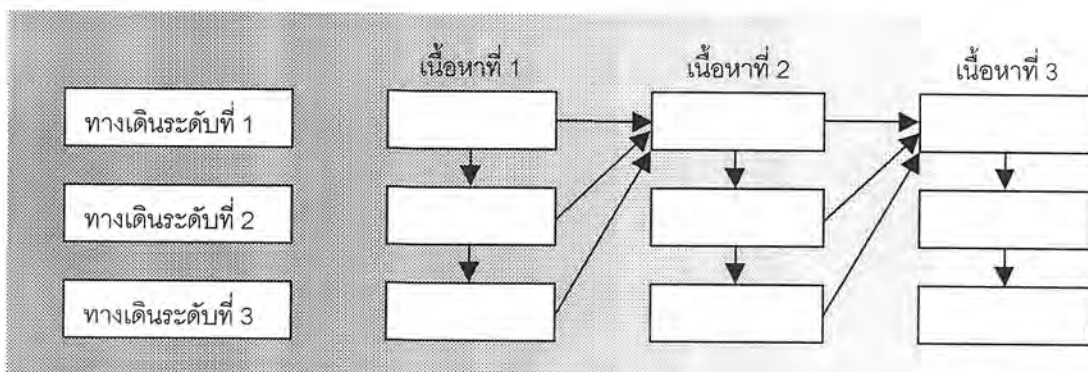 เนื้อหาที่ 1
เนื้อหาที่ 2
เนื้อหาที่ 3
ทางเดินระดับที่ 1
ทางเดินระดับที่ 2
ทางเดินระดับที่ 3